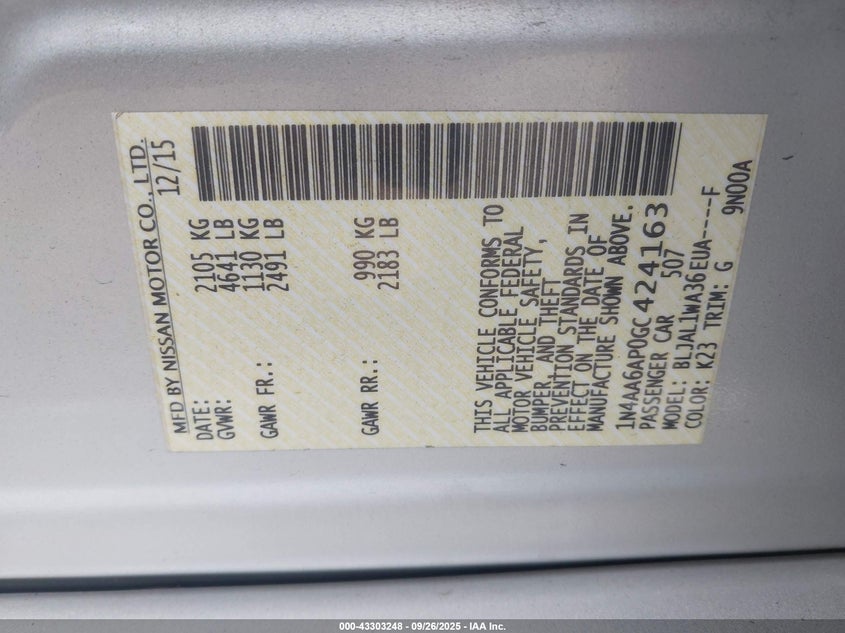 MFD BY NISSAN MOTOR CO., LTD.
DATE: 12/15
GVWR: 2105 KG
4641 LB
GAWR FR.: 1130 KG
2491 LB
GAWR RR.: 990 KG
2183 LB
THIS VEHICLE CONFORMS TO
ALL APPLICABLE FEDERAL
MOTOR VEHICLE SAFETY,
BUMPER, AND THEFT
PREVENTION STANDARDS IN
EFFECT ON THE DATE OF
MANUFACTURE SHOWN ABOVE.
1N4AA6AP0GC424163
PASSENGER CAR 507
MODEL: BLJAL1WA36EUA-----F
COLOR: K23 TRIM: G 9N00A
000-43303248 - 09/26/2025 - IAA Inc.